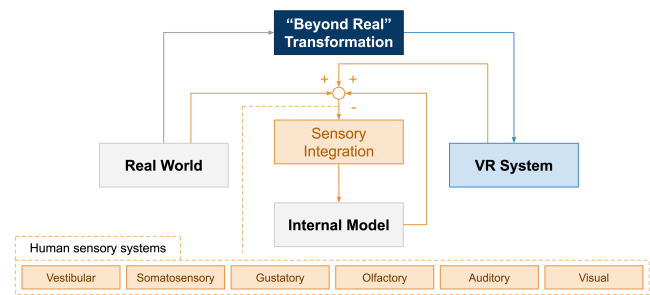 “Beyond Real”
Transformation
+ +
-
Sensory
Integration
Real World
VR System
Internal Model
Human sensory systems
Vestibular Somatosensory Gustatory Olfactory Auditory Visual